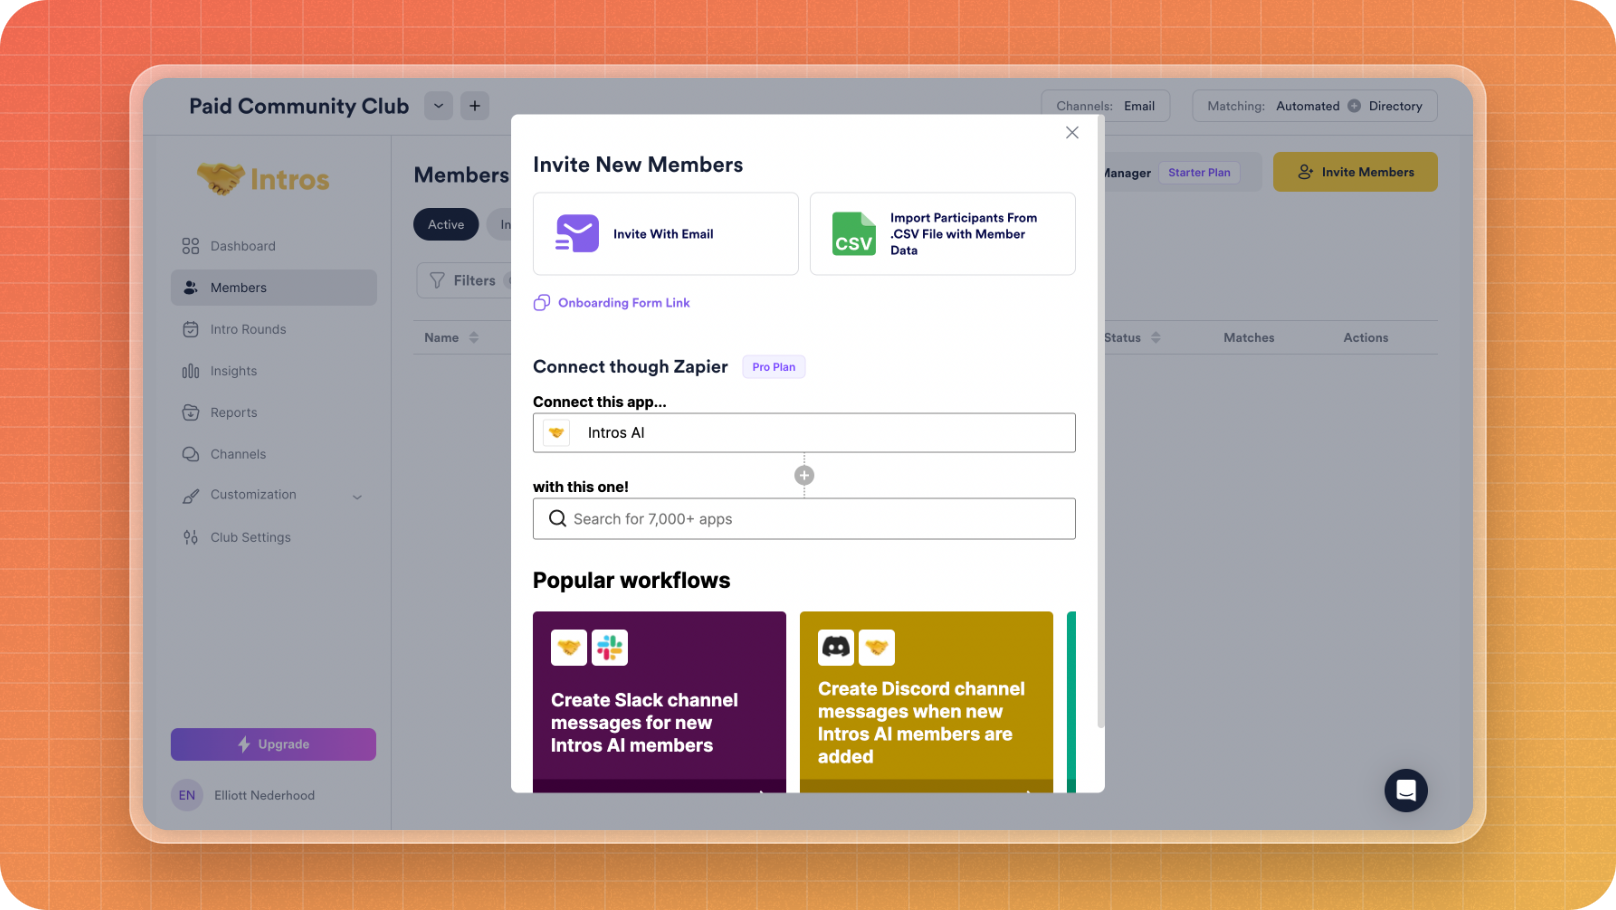 Paid Community Club
Channels: Email
Matching: Automated Directory
Intros
Dashboard
Members
Intro Rounds
Insights
Reports
Channels
Customization
Club Settings
Upgrade
EN Elliott Nederhood
Members
Manager Starter Plan
Invite Members
Active In
Filters
Name Status Matches Actions
Invite New Members
Invite With Email
CSV
Import Participants From
.CSV File with Member
Data
Onboarding Form Link
Connect though Zapier Pro Plan
Connect this app...
Intros AI
with this one!
Search for 7,000+ apps
Popular workflows
Create Slack channel
messages for new
Intros AI members
Create Discord channel
messages when new
Intros AI members are
added